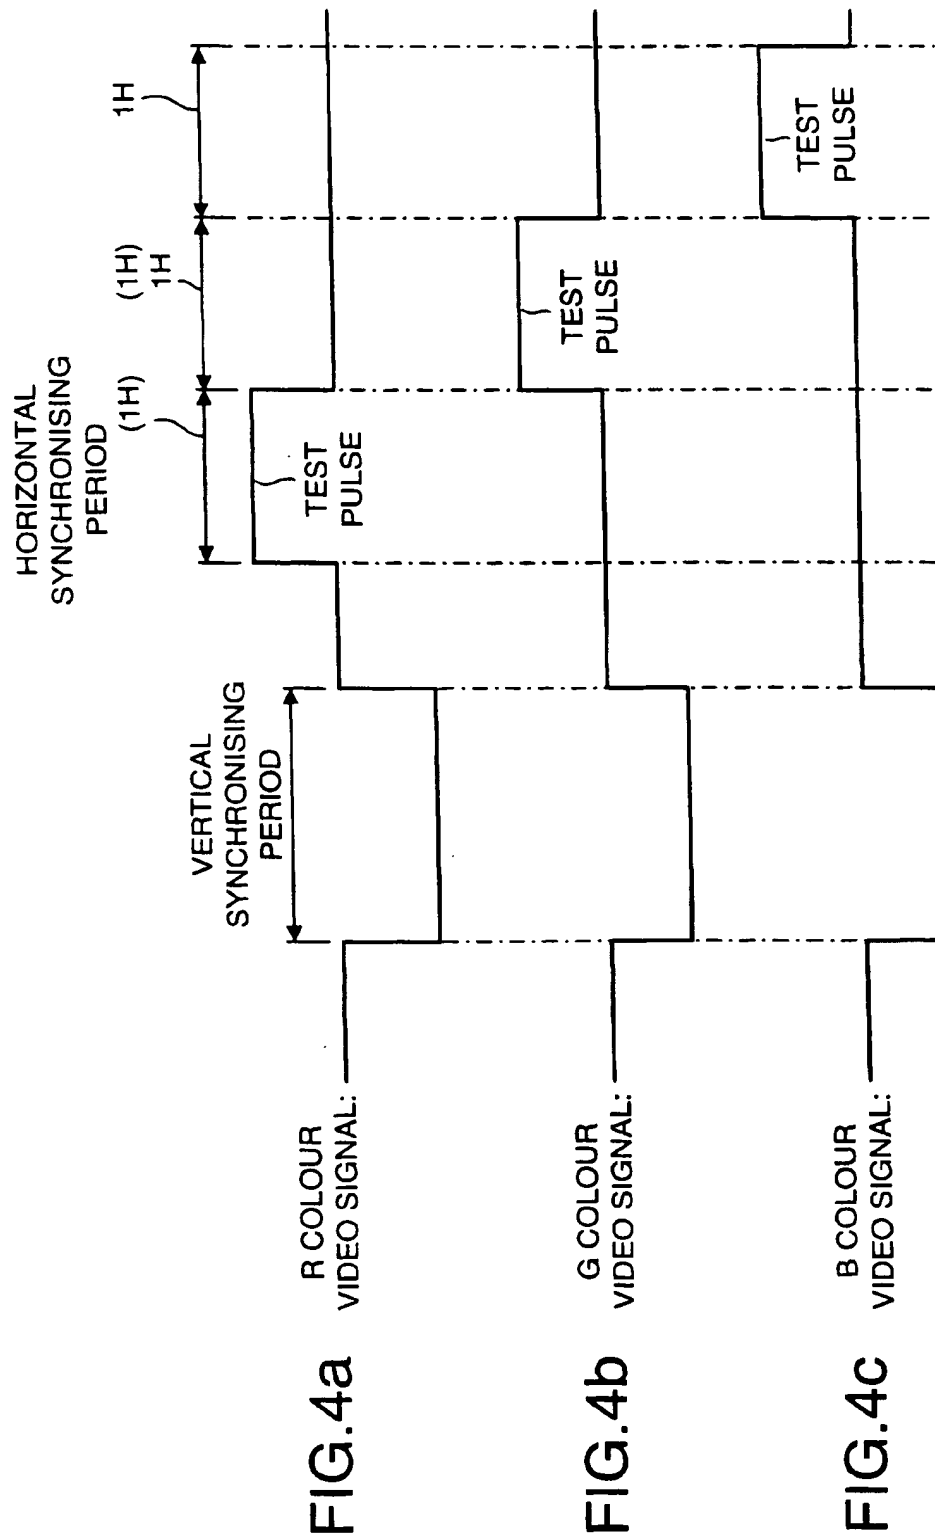 HORIZONTAL
SYNCHRONISING
PERIOD
(1H)
(1H)
1H
1H
VERTICAL
SYNCHRONISING
PERIOD
FIG.4a
R COLOUR
VIDEO SIGNAL:
TEST
PULSE
FIG.4b
G COLOUR
VIDEO SIGNAL:
TEST
PULSE
FIG.4c
B COLOUR
VIDEO SIGNAL:
TEST
PULSE